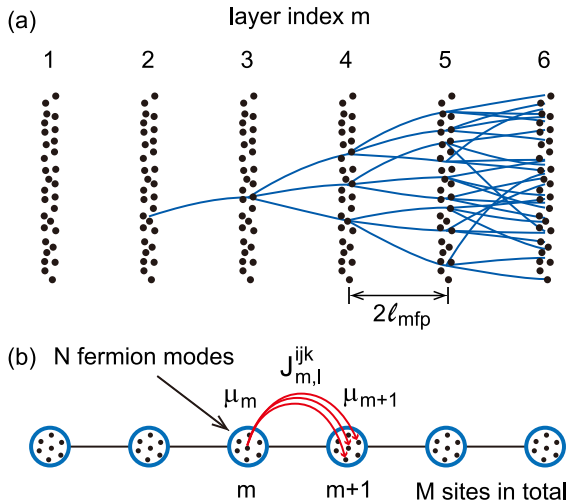 (a) layer index m
1 2 3 4 5 6
2ℓmfp
(b) N fermion modes
J^ijk_m,l
μm μm+1
m m+1 M sites in total